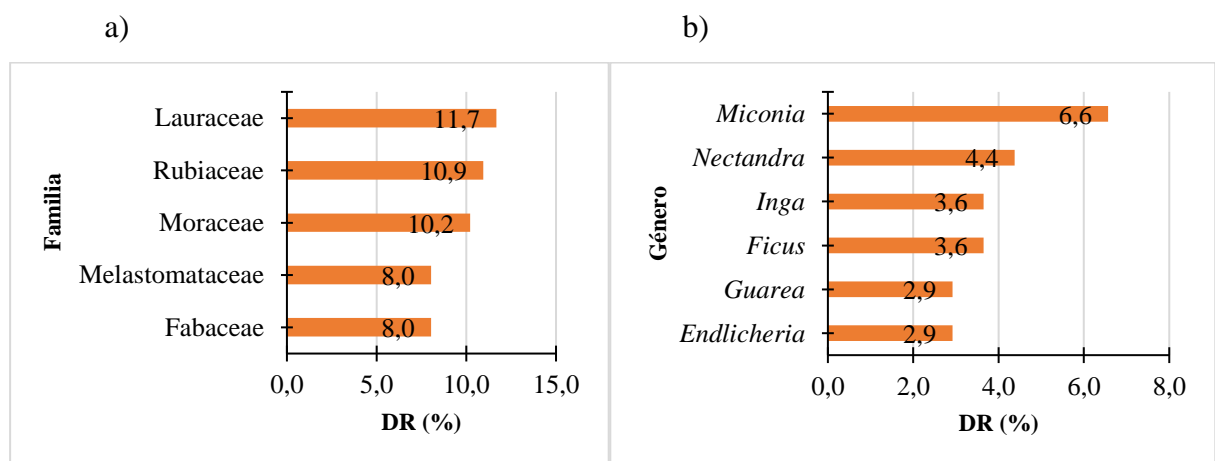 a)
Familia
Lauraceae 11,7
Rubiaceae 10,9
Moraceae 10,2
Melastomataceae 8,0
Fabaceae 8,0
0,0 5,0 10,0 15,0
DR (%)
b)
Género
Miconia 6,6
Nectandra 4,4
Inga 3,6
Ficus 3,6
Guarea 2,9
Endlicheria 2,9
0,0 2,0 4,0 6,0 8,0
DR (%)